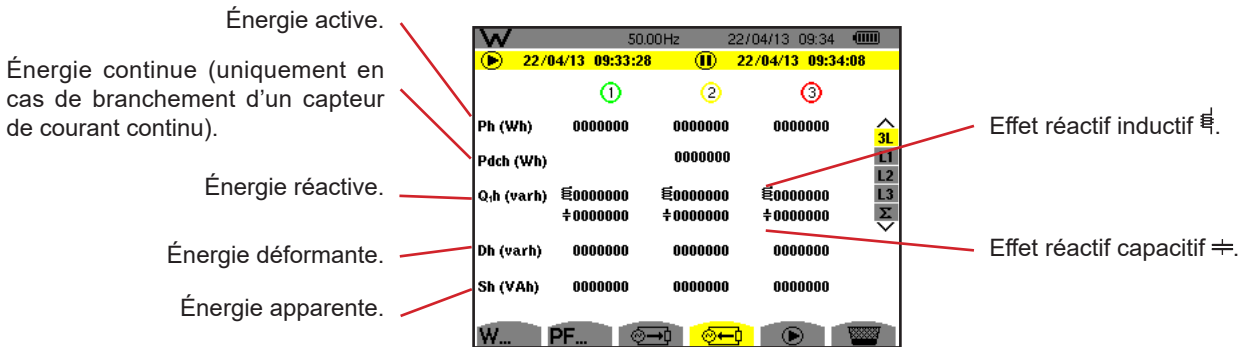 Énergie active.
Énergie continue (uniquement en
cas de branchement d'un capteur
de courant continu).
Énergie réactive.
Énergie déformante.
Énergie apparente.
W 50.00Hz 22/04/13 09:34
22/04/13 09:33:28 22/04/13 09:34:08
1 2 3
Ph (Wh) 0000000 0000000 0000000
Pdch (Wh) 0000000
Q₁h (varh) 0000000 0000000 0000000
0000000 0000000 0000000
Dh (varh) 0000000 0000000 0000000
Sh (VAh) 0000000 0000000 0000000
3L
L1
L2
L3
Σ
W... PF...
Effet réactif inductif .
Effet réactif capacitif .